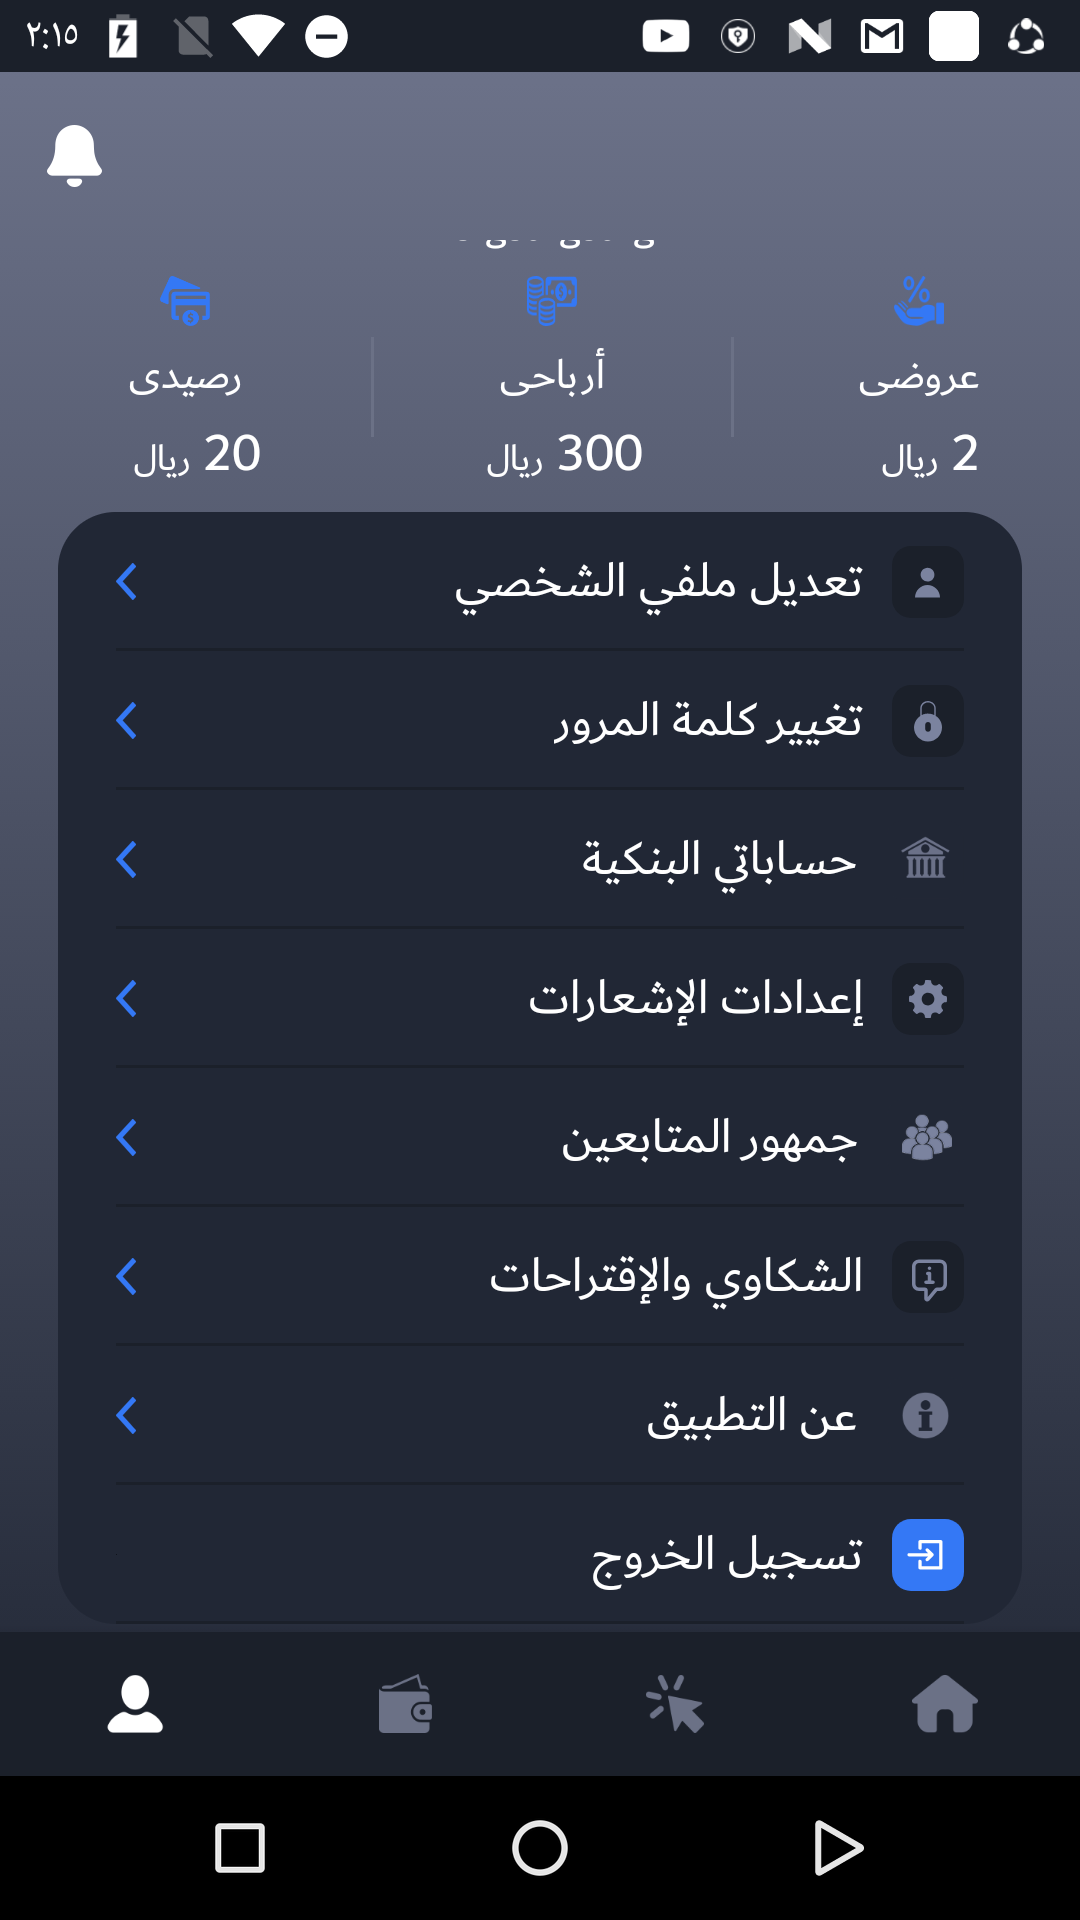 ٢:١٥
عروضى
أرباحى
رصيدى
2 ريال
300 ريال
20 ريال
تعديل ملفي الشخصي
تغيير كلمة المرور
حساباتي البنكية
إعدادات الإشعارات
جمهور المتابعين
الشكاوي والإقتراحات
عن التطبيق
تسجيل الخروج